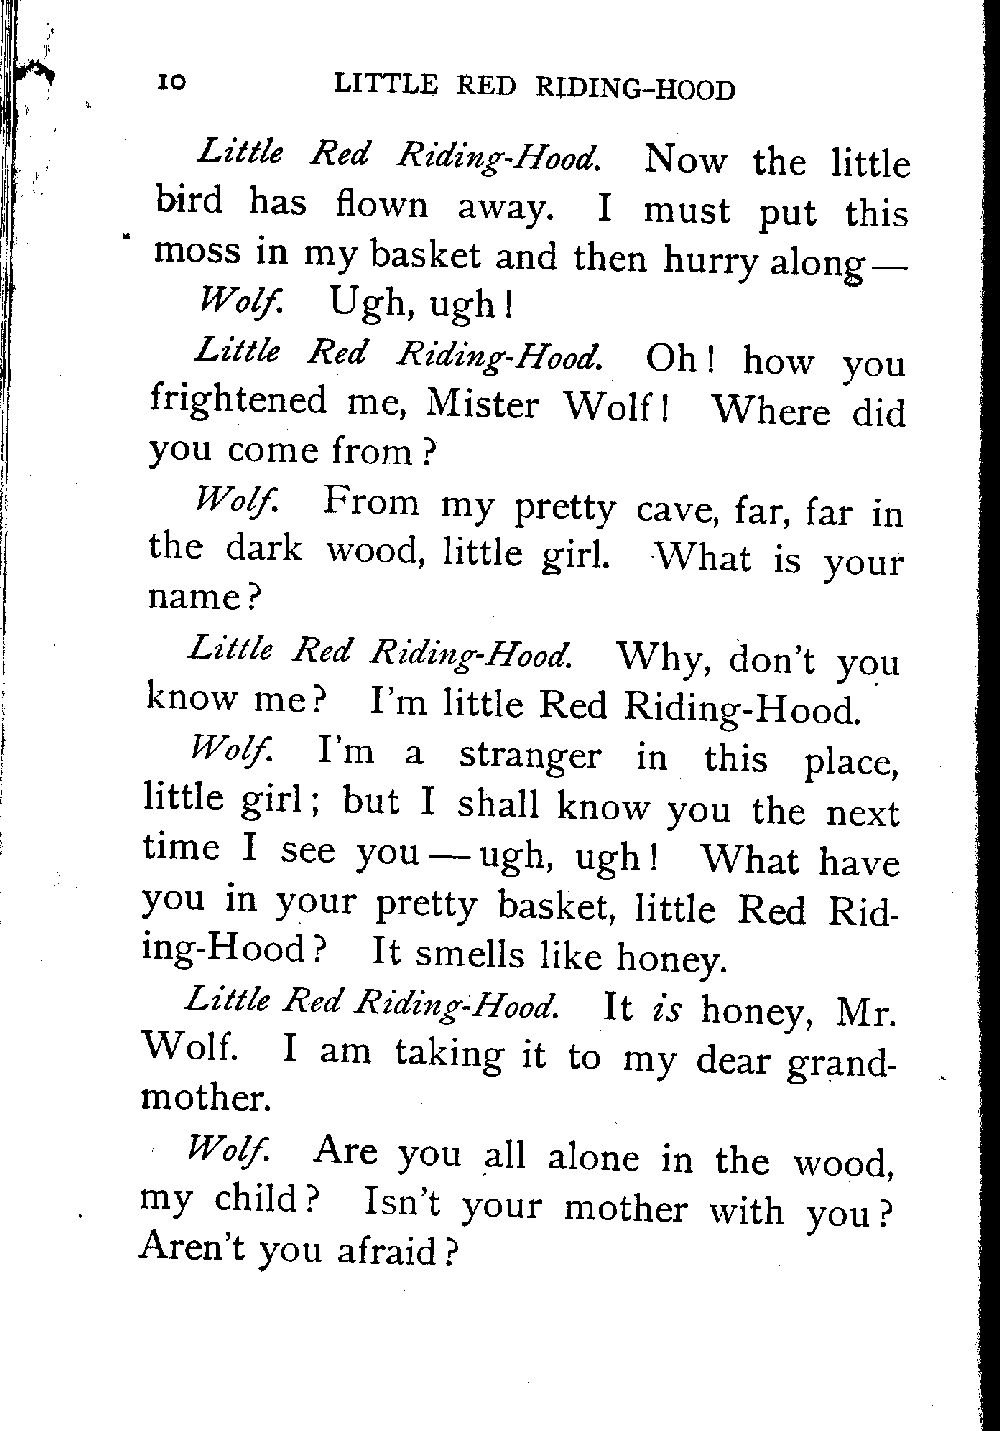 10 LITTLE RED RIDING-HOOD
Little Red Riding-Hood. Now the little
bird has flown away. I must put this
moss in my basket and then hurry along—
Wolf. Ugh, ugh!
Little Red Riding-Hood. Oh! how you
frightened me, Mister Wolf! Where did
you come from?
Wolf. From my pretty cave, far, far in
the dark wood, little girl. What is your
name?
Little Red Riding-Hood. Why, don't you
know me? I'm little Red Riding-Hood.
Wolf. I'm a stranger in this place,
little girl; but I shall know you the next
time I see you—ugh, ugh! What have
you in your pretty basket, little Red Rid-
ing-Hood? It smells like honey.
Little Red Riding-Hood. It is honey, Mr.
Wolf. I am taking it to my dear grand-
mother.
Wolf. Are you all alone in the wood,
my child? Isn't your mother with you?
Aren't you afraid?